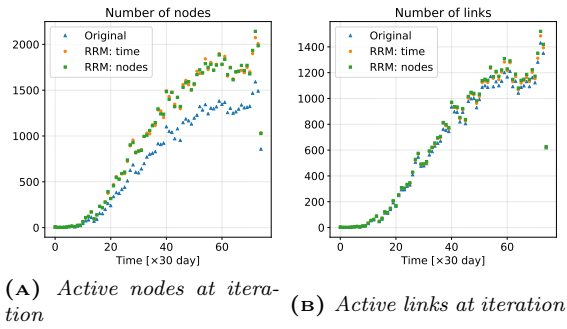 Number of nodes
Original
RRM: time
RRM: nodes
2000
1500
1000
500
0
0 20 40 60
Time [×30 day]
(A) Active nodes at itera-
tion
Number of links
Original
RRM: time
RRM: nodes
1400
1200
1000
800
600
400
200
0
0 20 40 60
Time [×30 day]
(B) Active links at iteration